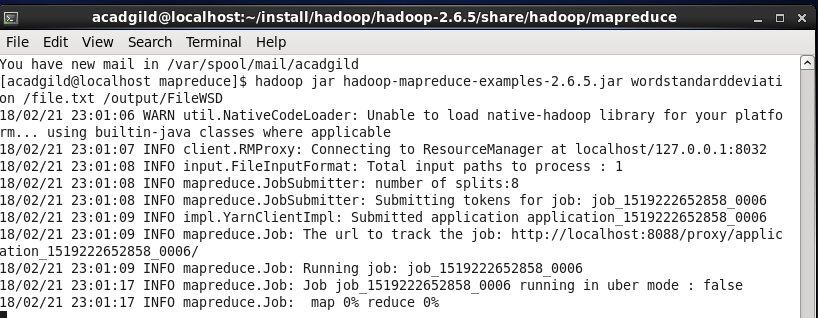 acadgild@localhost:~/install/hadoop/hadoop-2.6.5/share/hadoop/mapreduce
File Edit View Search Terminal Help
You have new mail in /var/spool/mail/acadgild
[acadgild@localhost mapreduce]$ hadoop jar hadoop-mapreduce-examples-2.6.5.jar wordstandarddeviati
on /file.txt /output/FileWSD
18/02/21 23:01:06 WARN util.NativeCodeLoader: Unable to load native-hadoop library for your platfo
rm... using builtin-java classes where applicable
18/02/21 23:01:07 INFO client.RMProxy: Connecting to ResourceManager at localhost/127.0.0.1:8032
18/02/21 23:01:08 INFO input.FileInputFormat: Total input paths to process : 1
18/02/21 23:01:08 INFO mapreduce.JobSubmitter: number of splits:8
18/02/21 23:01:08 INFO mapreduce.JobSubmitter: Submitting tokens for job: job_1519222652858_0006
18/02/21 23:01:09 INFO impl.YarnClientImpl: Submitted application application_1519222652858_0006
18/02/21 23:01:09 INFO mapreduce.Job: The url to track the job: http://localhost:8088/proxy/applic
ation_1519222652858_0006/
18/02/21 23:01:09 INFO mapreduce.Job: Running job: job_1519222652858_0006
18/02/21 23:01:17 INFO mapreduce.Job: Job job_1519222652858_0006 running in uber mode : false
18/02/21 23:01:17 INFO mapreduce.Job:  map 0% reduce 0%